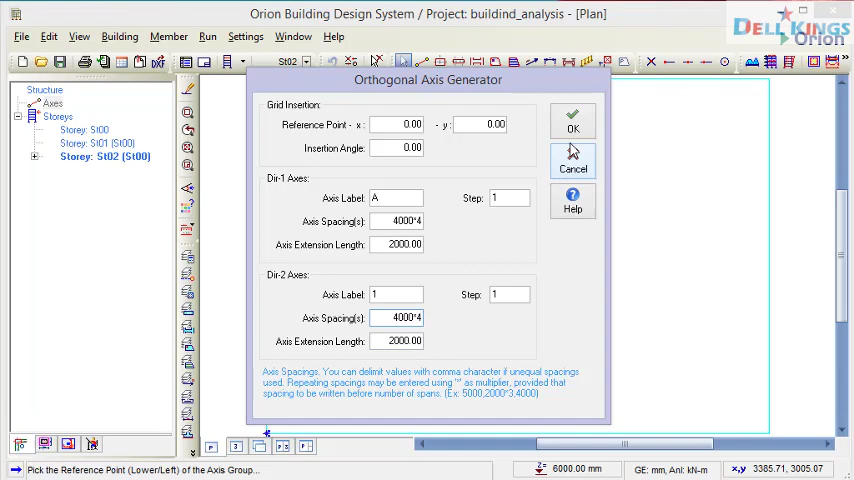 Orion Building Design System / Project: buildind_analysis - [Plan]
DELL KINGS
Orion
File Edit View Building Member Run Settings Window Help
St02
Structure
Axes
Storeys
Storey: St00
Storey: St01 (St00)
Storey: St02 (St00)
Orthogonal Axis Generator
Grid Insertion:
Reference Point - x : 0.00 - y : 0.00
Insertion Angle: 0.00
OK
Cancel
Help
Dir-1 Axes:
Axis Label: A Step: 1
Axis Spacing(s): 4000*4
Axis Extension Length: 2000.00
Dir-2 Axes:
Axis Label: 1 Step: 1
Axis Spacing(s): 4000*4
Axis Extension Length: 2000.00
Axis Spacings. You can delimit values with comma character if unequal spacings
used. Repeating spacings may be entered using '*' as multiplier, provided that
spacing to be written before number of spans. (Ex: 5000,2000*3,4000)
Pick the Reference Point (Lower/Left) of the Axis Group... 6000.00 mm GE: mm, Anl: kN-m x,y 3385.71, 3005.07